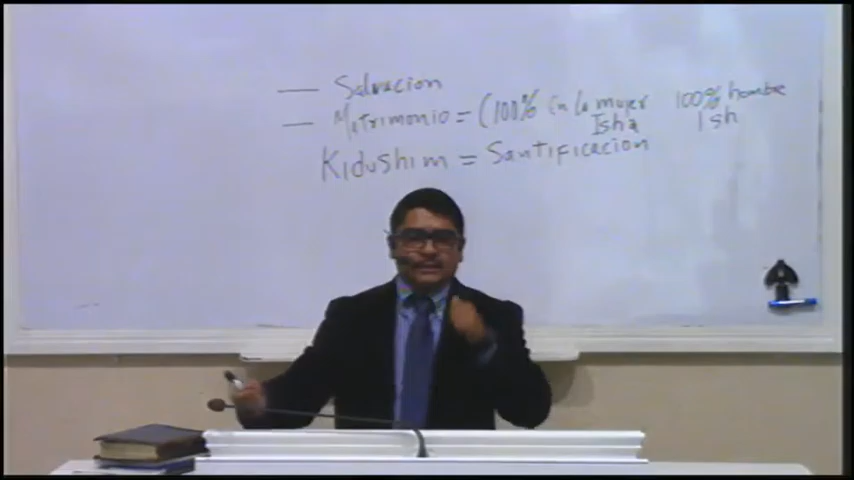 — Salvacion
— Matrimonio = (100% en la mujer 100% hombre
Isha Ish
Kidushim = Santificacion